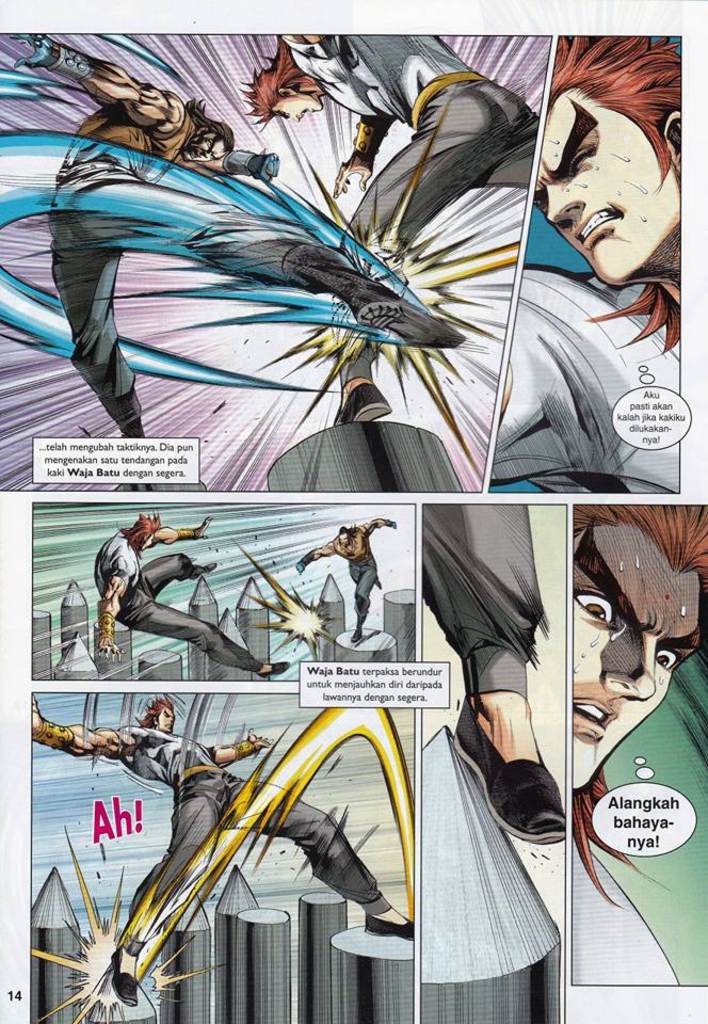 ...telah mengubah taktiknya. Dia pun
mengenakan satu tendangan pada
kaki Waja Batu dengan segera.
Aku
pasti akan
kalah jika kakiku
dilukakan-
nya!
Waja Batu terpaksa berundur
untuk menjauhkan diri daripada
lawannya dengan segera.
Ah!
Alangkah
bahaya-
nya!
14